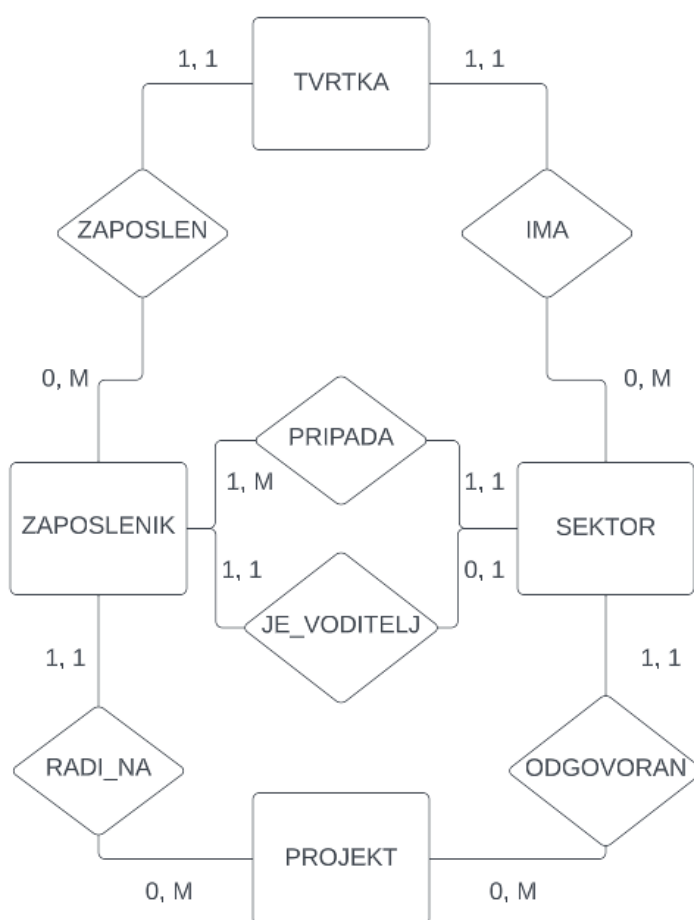 1, 1
TVRTKA
1, 1
ZAPOSLEN
IMA
0, M
0, M
PRIPADA
1, M
1, 1
ZAPOSLENIK
SEKTOR
1, 1
0, 1
JE_VODITELJ
1, 1
1, 1
RADI_NA
ODGOVORAN
PROJEKT
0, M
0, M